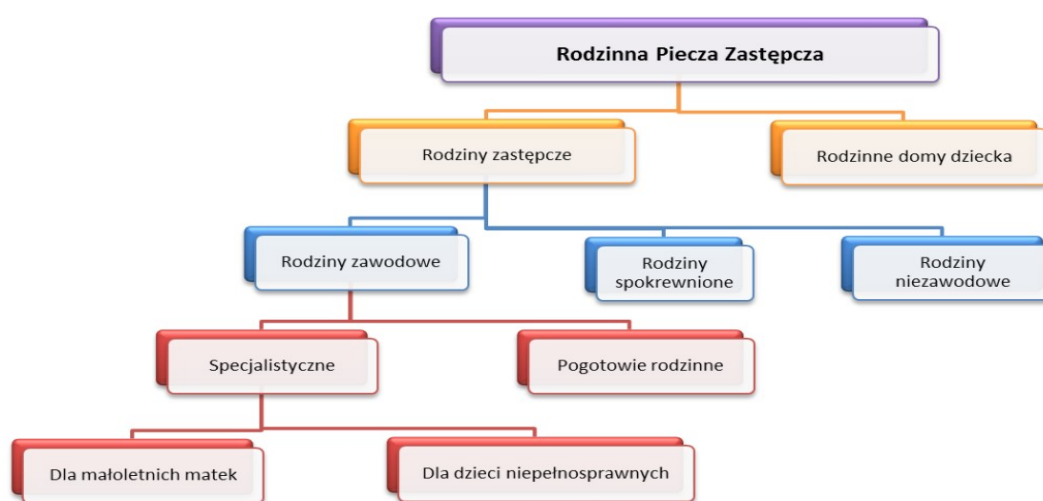 Rodzinna Piecza Zastępcza
Rodziny zastępcze
Rodzinne domy dziecka
Rodziny zawodowe
Rodziny
spokrewnione
Rodziny
niezawodowe
Specjalistyczne
Pogotowie rodzinne
Dla małoletnich matek
Dla dzieci niepełnosprawnych